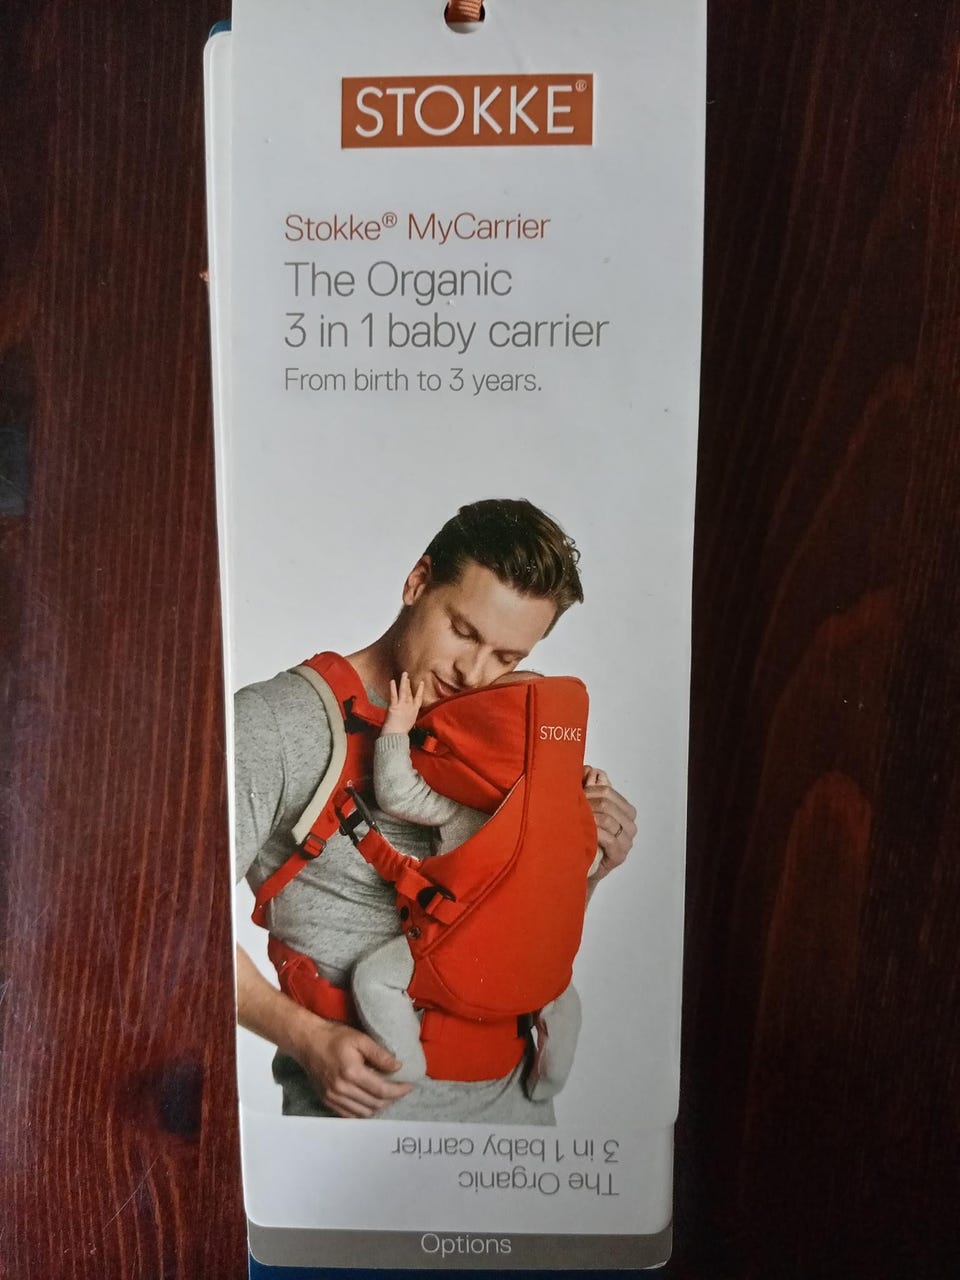 STOKKE®
Stokke® MyCarrier
The Organic
3 in 1 baby carrier
From birth to 3 years.
STOKKE
The Organic
3 in 1 baby carrier
Options